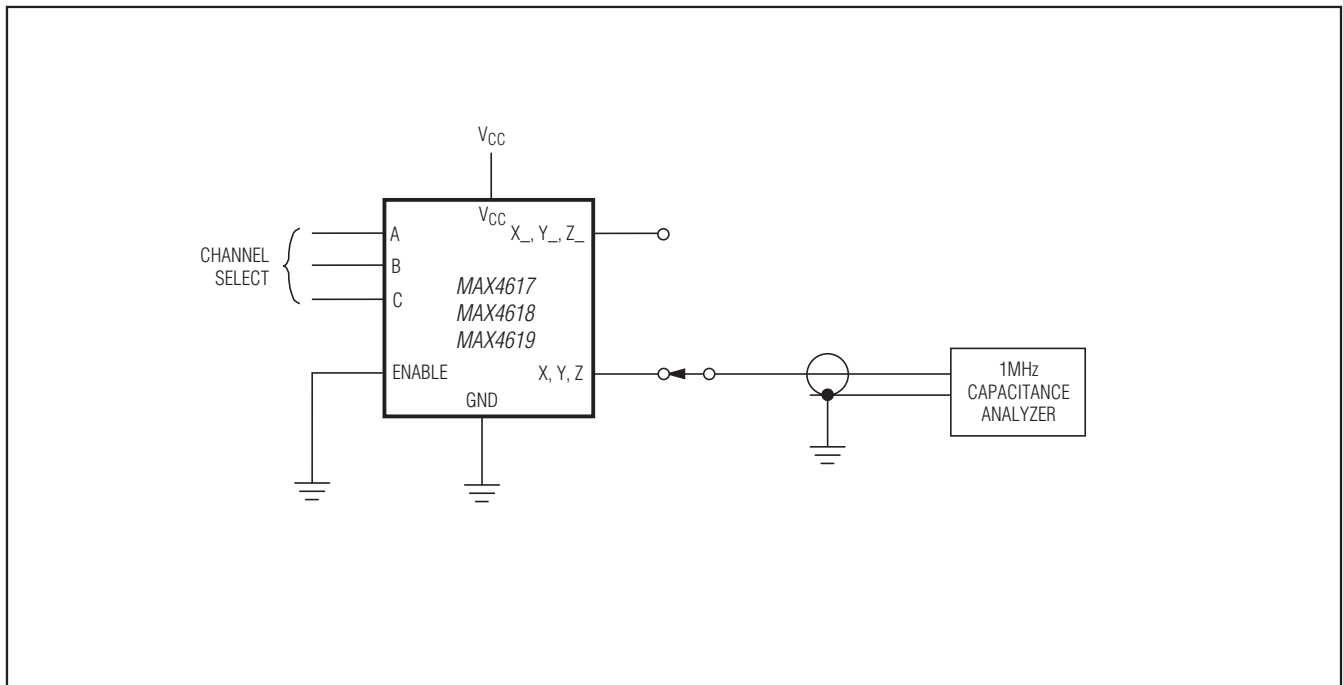 VCC
VCC
A
X_, Y_, Z_
CHANNEL
SELECT
B
C
MAX4617
MAX4618
MAX4619
ENABLE
X, Y, Z
GND
1MHz
CAPACITANCE
ANALYZER